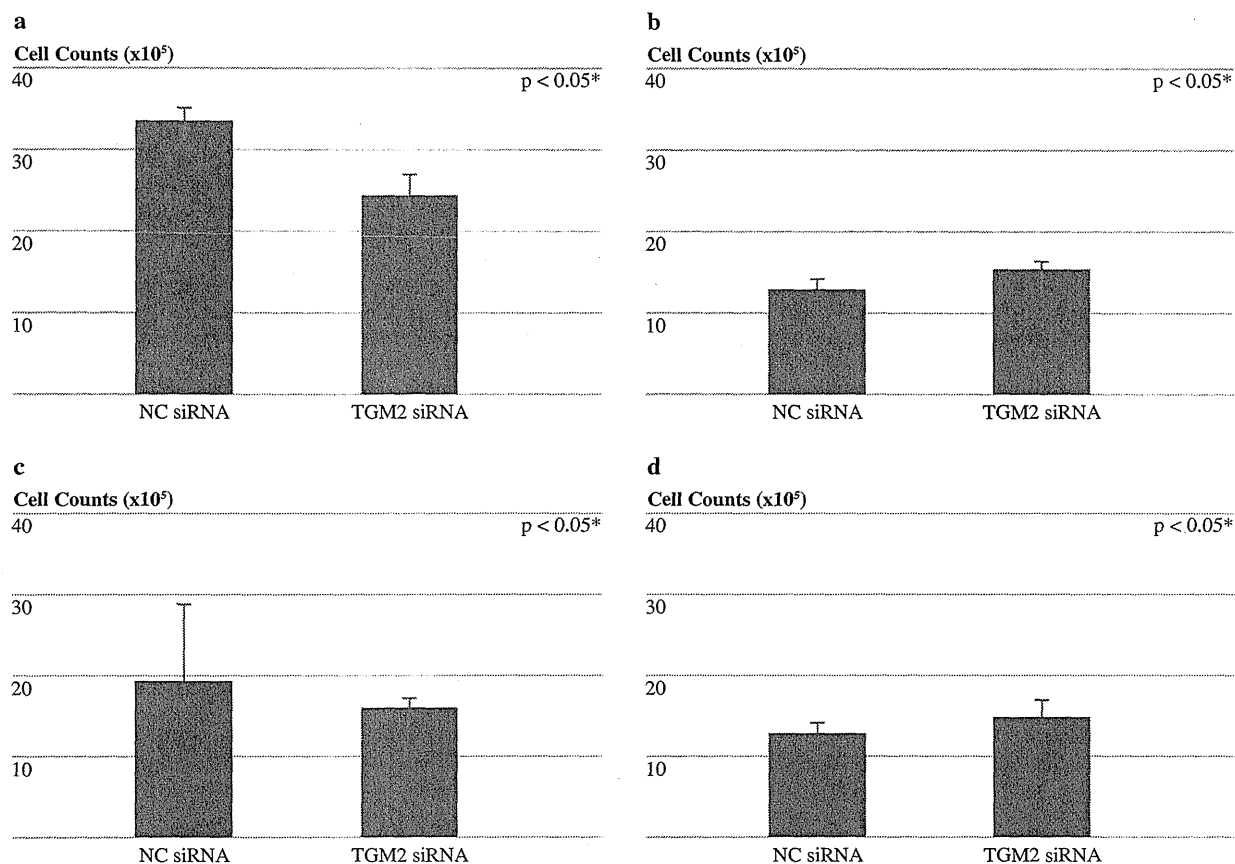 a
Cell Counts (x10⁵)
40
p < 0.05*
30
20
10
NC siRNA TGM2 siRNA
b
Cell Counts (x10⁵)
40
p < 0.05*
30
20
10
NC siRNA TGM2 siRNA
c
Cell Counts (x10⁵)
40
p < 0.05*
30
20
10
NC siRNA TGM2 siRNA
d
Cell Counts (x10⁵)
40
p < 0.05*
30
20
10
NC siRNA TGM2 siRNA